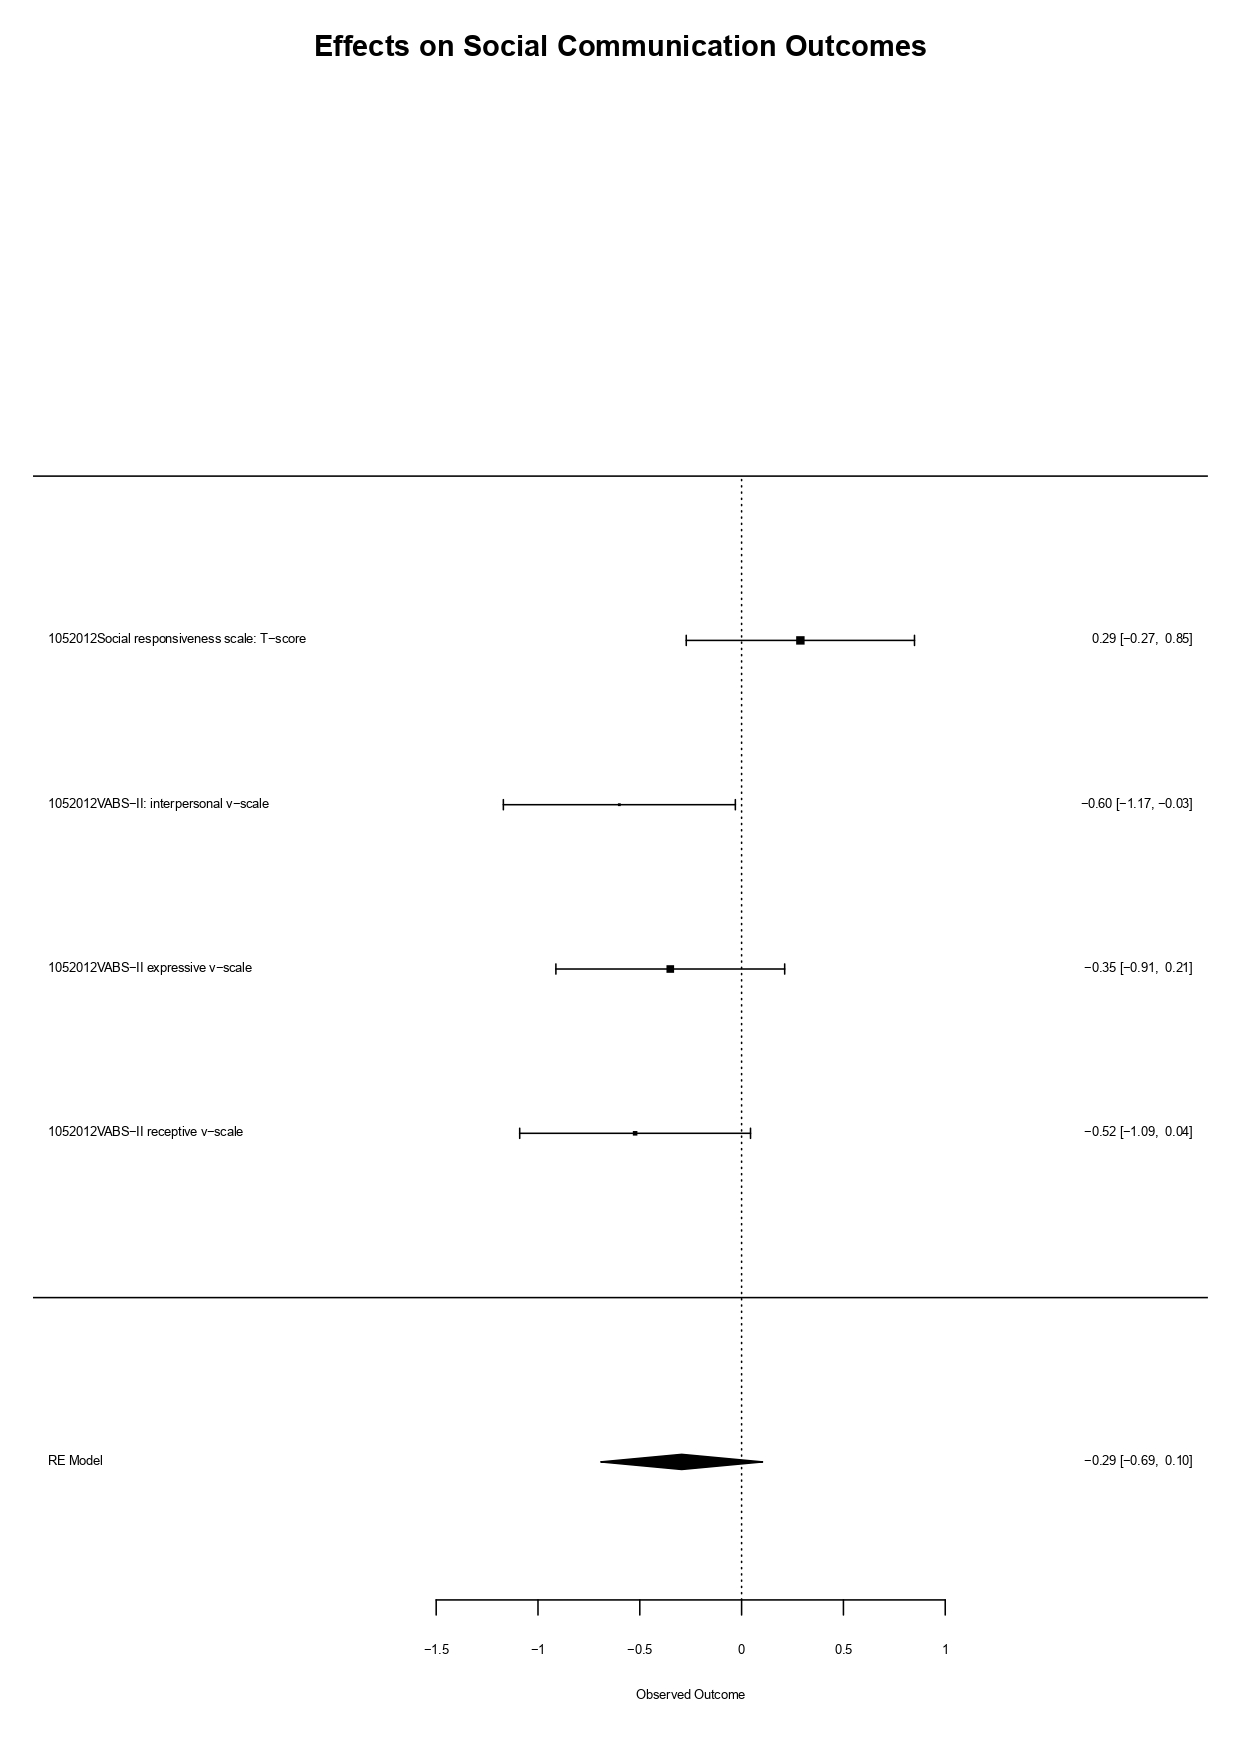 Effects on Social Communication Outcomes
1052012Social responsiveness scale: T−score 0.29 [−0.27, 0.85]
1052012VABS−II: interpersonal v−scale −0.60 [−1.17, −0.03]
1052012VABS−II expressive v−scale −0.35 [−0.91, 0.21]
1052012VABS−II receptive v−scale −0.52 [−1.09, 0.04]
RE Model −0.29 [−0.69, 0.10]
−1.5 −1 −0.5 0 0.5 1
Observed Outcome